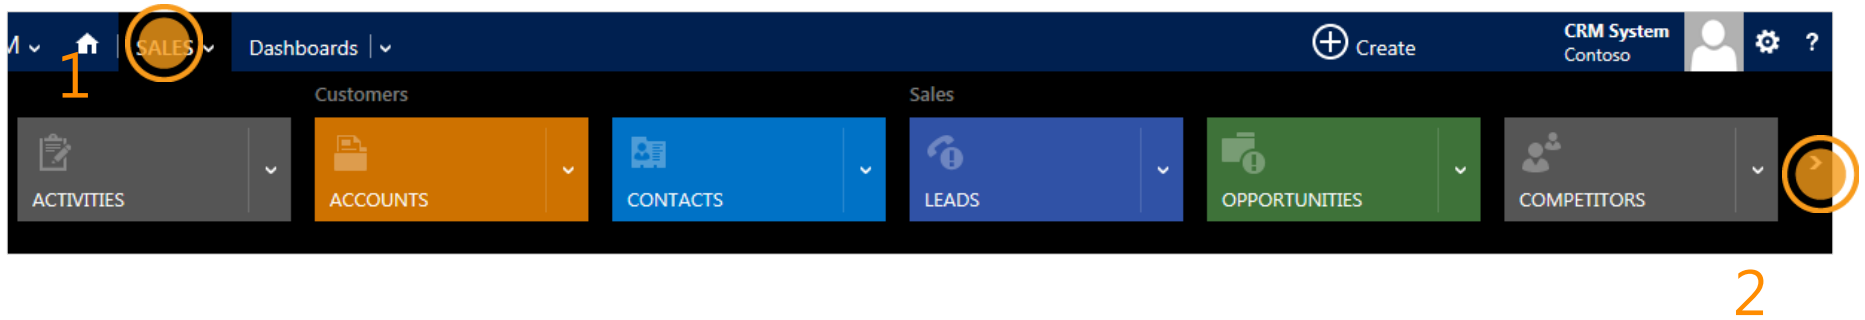 M SALES Dashboards Create CRM System
Contoso ?
1
Customers Sales
ACTIVITIES ACCOUNTS CONTACTS LEADS OPPORTUNITIES COMPETITORS
2